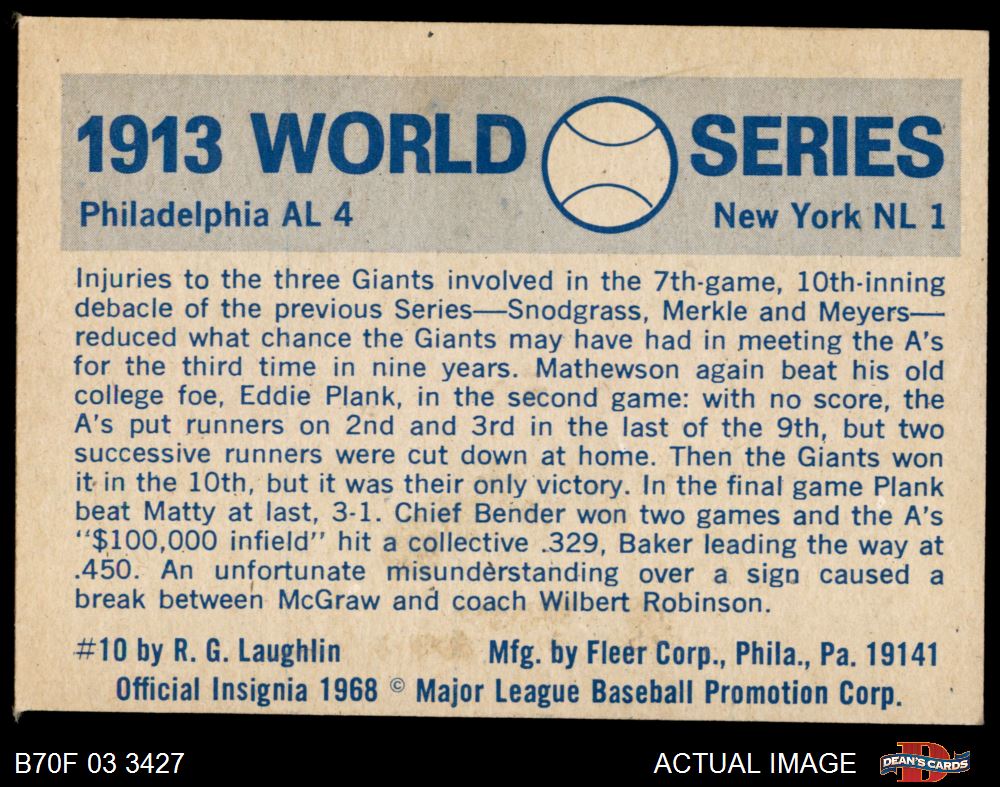 1913 WORLD SERIES
Philadelphia AL 4 New York NL 1
Injuries to the three Giants involved in the 7th-game, 10th-inning
debacle of the previous Series—Snodgrass, Merkle and Meyers—
reduced what chance the Giants may have had in meeting the A's
for the third time in nine years. Mathewson again beat his old
college foe, Eddie Plank, in the second game: with no score, the
A's put runners on 2nd and 3rd in the last of the 9th, but two
successive runners were cut down at home. Then the Giants won
it in the 10th, but it was their only victory. In the final game Plank
beat Matty at last, 3-1. Chief Bender won two games and the A's
"$100,000 infield" hit a collective .329, Baker leading the way at
.450. An unfortunate misunderstanding over a sign caused a
break between McGraw and coach Wilbert Robinson.
#10 by R. G. Laughlin Mfg. by Fleer Corp., Phila., Pa. 19141
Official Insignia 1968 © Major League Baseball Promotion Corp.
B70F 03 3427 ACTUAL IMAGE DEAN'S CARDS